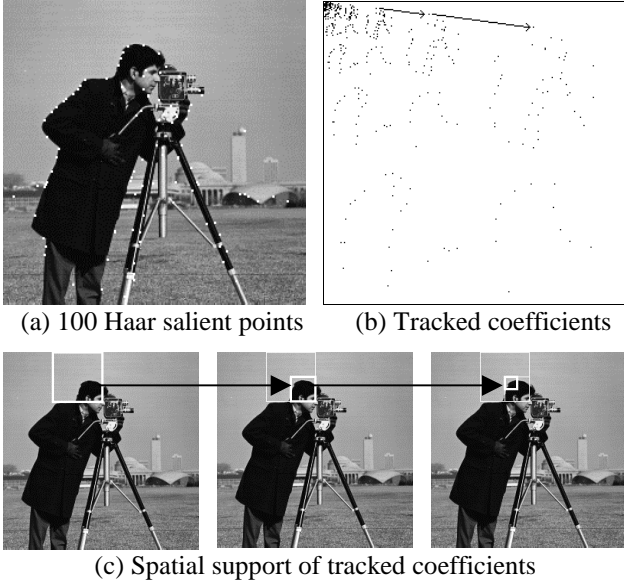 (a) 100 Haar salient points
(b) Tracked coefficients
(c) Spatial support of tracked coefficients